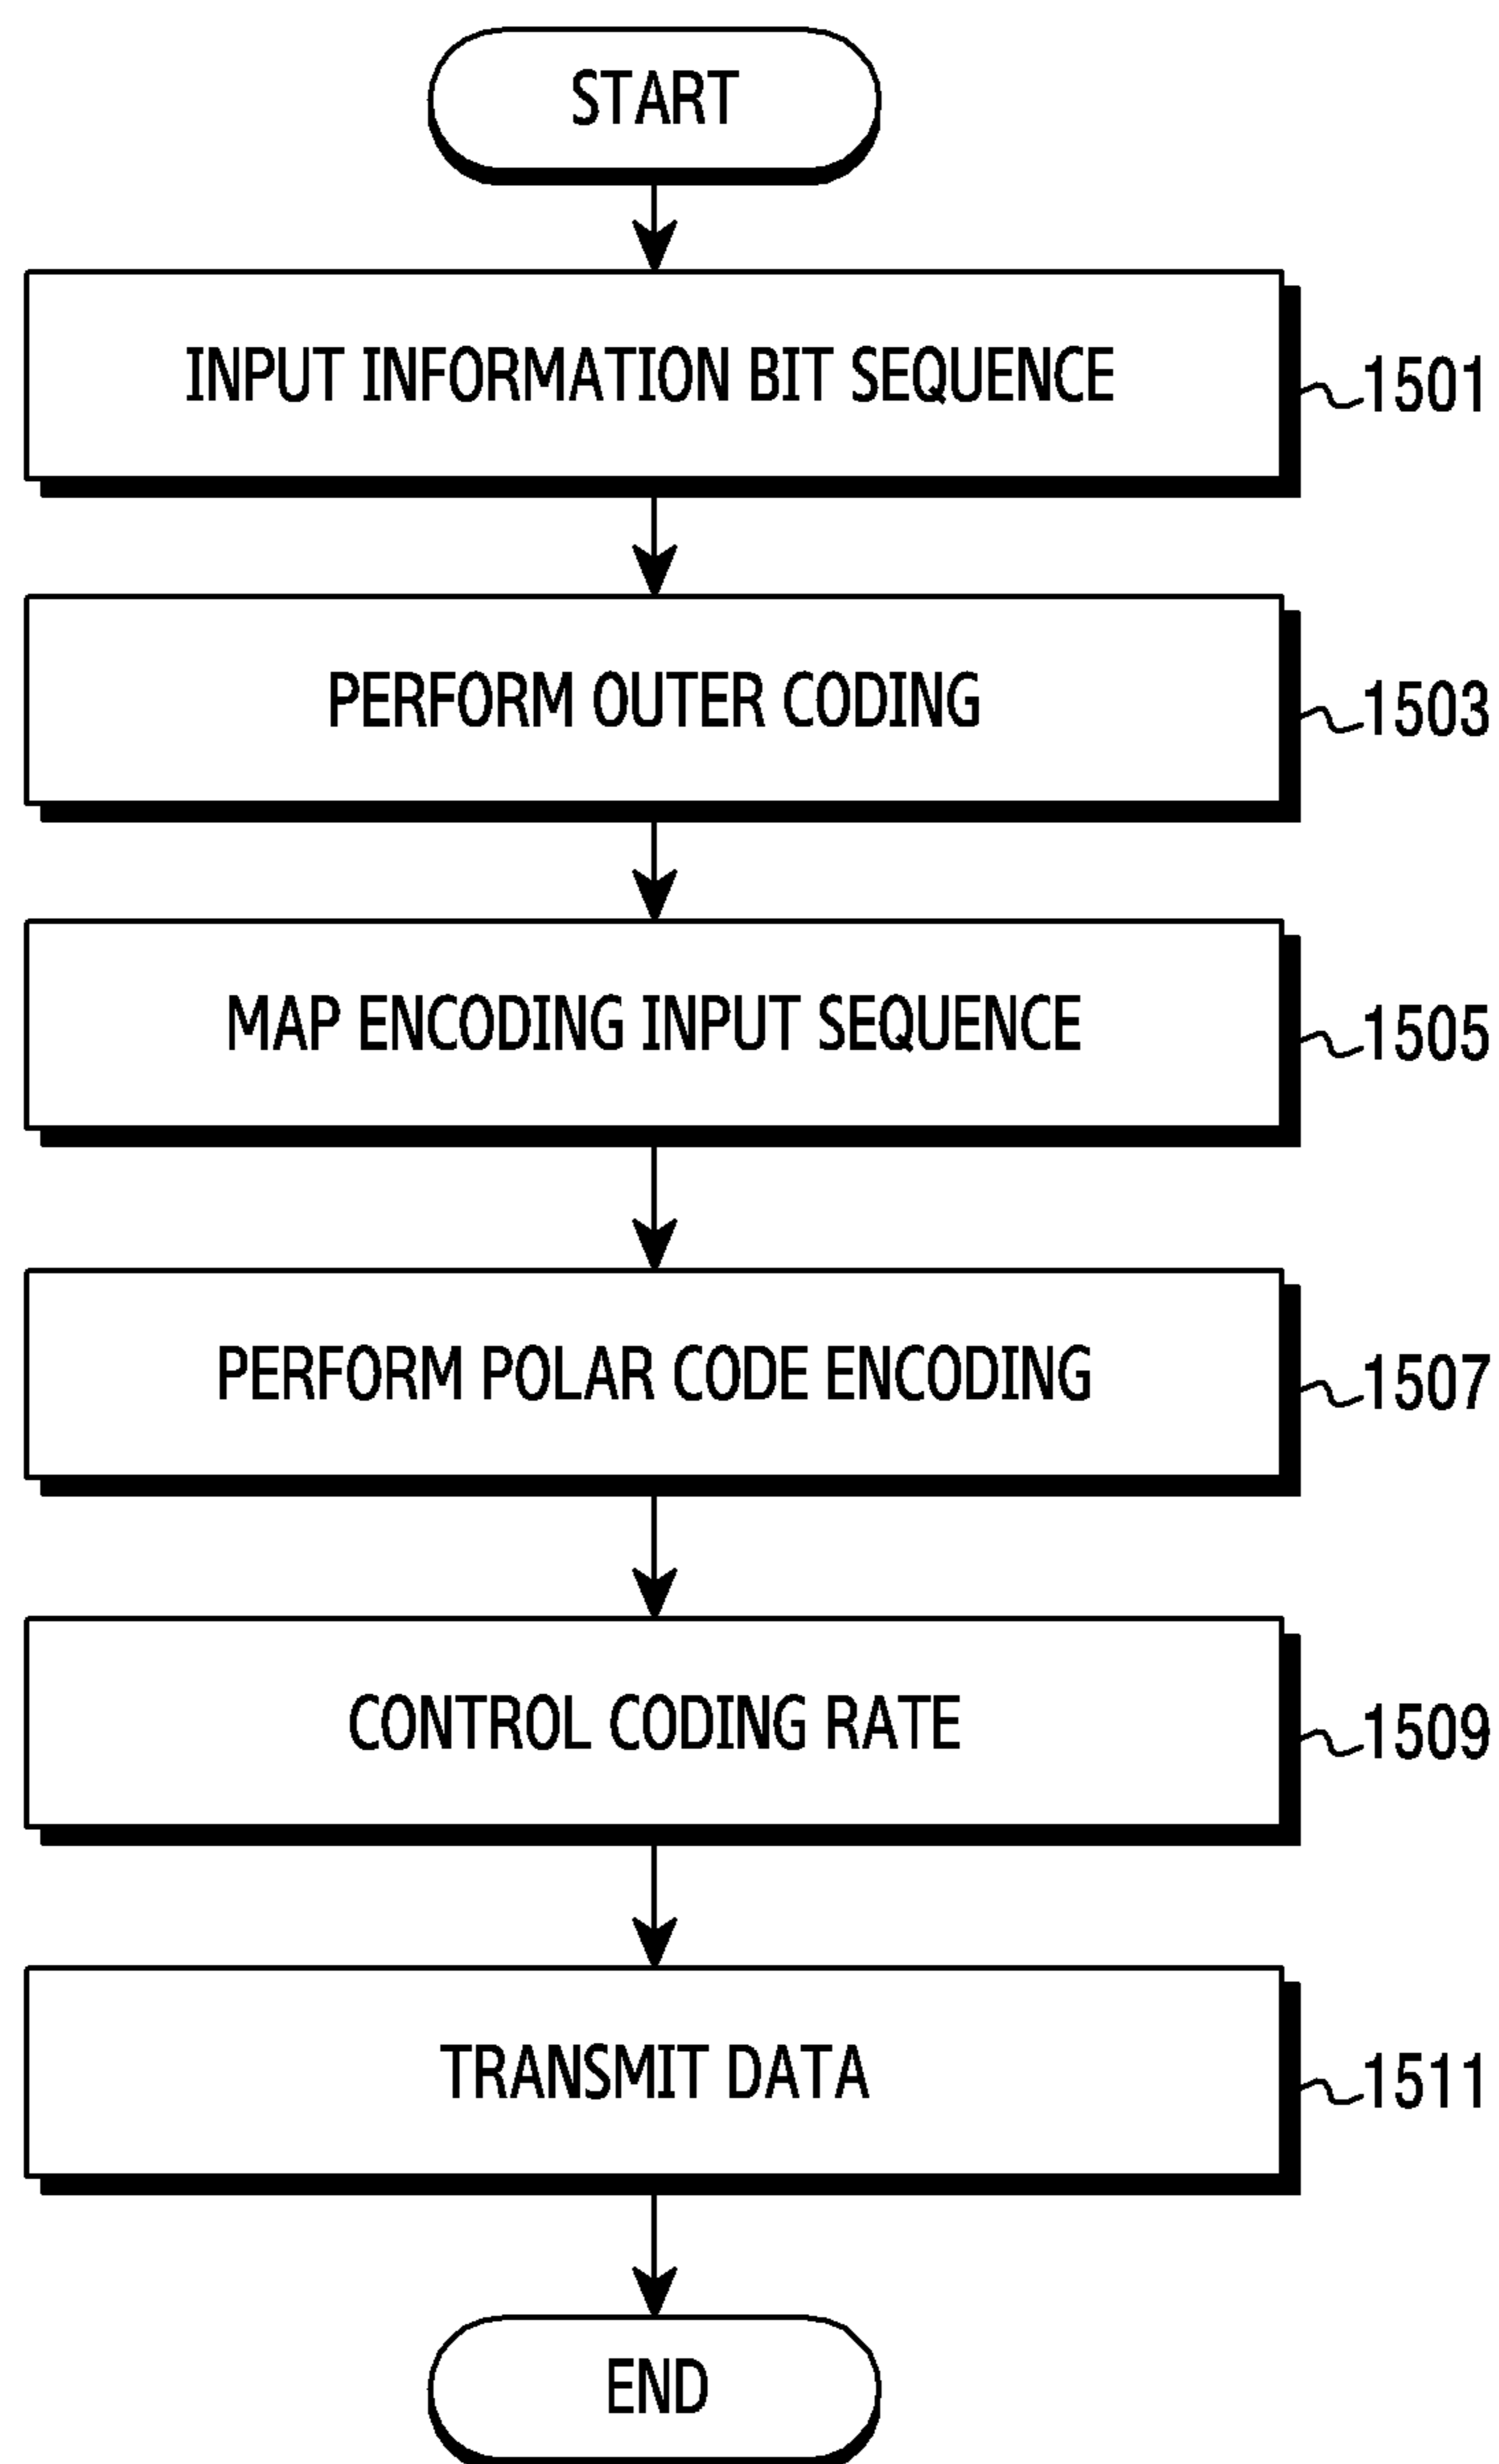 START
INPUT INFORMATION BIT SEQUENCE
1501
PERFORM OUTER CODING
1503
MAP ENCODING INPUT SEQUENCE
1505
PERFORM POLAR CODE ENCODING
1507
CONTROL CODING RATE
1509
TRANSMIT DATA
1511
END